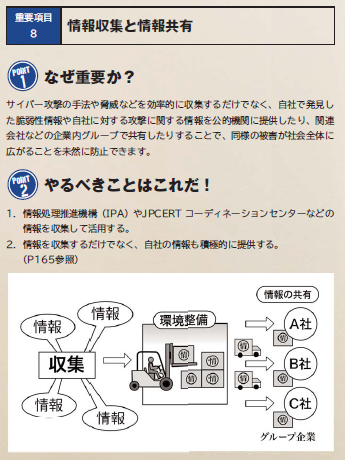 重要項目
8
情報収集と情報共有
POINT
1
なぜ重要か？
サイバー攻撃の手法や脅威などを効率的に収集するだけでなく、自社で発見し
た脆弱性情報や自社に対する攻撃に関する情報を公的機関に提供したり、関連
会社などの企業内グループで共有したりすることで、同様の被害が社会全体に
広がることを未然に防止できます。
POINT
2
やるべきことはこれだ！
1. 情報処理推進機構（IPA）やJPCERT コーディネーションセンターなどの
情報を収集して活用する。
2. 情報を収集するだけでなく、自社の情報も積極的に提供する。
（P165参照）
情報の共有
情報
情報
環境整備
A社
収集
情
情
情
B社
情
情
情
情
情
情報
情報
C社
情
グループ企業